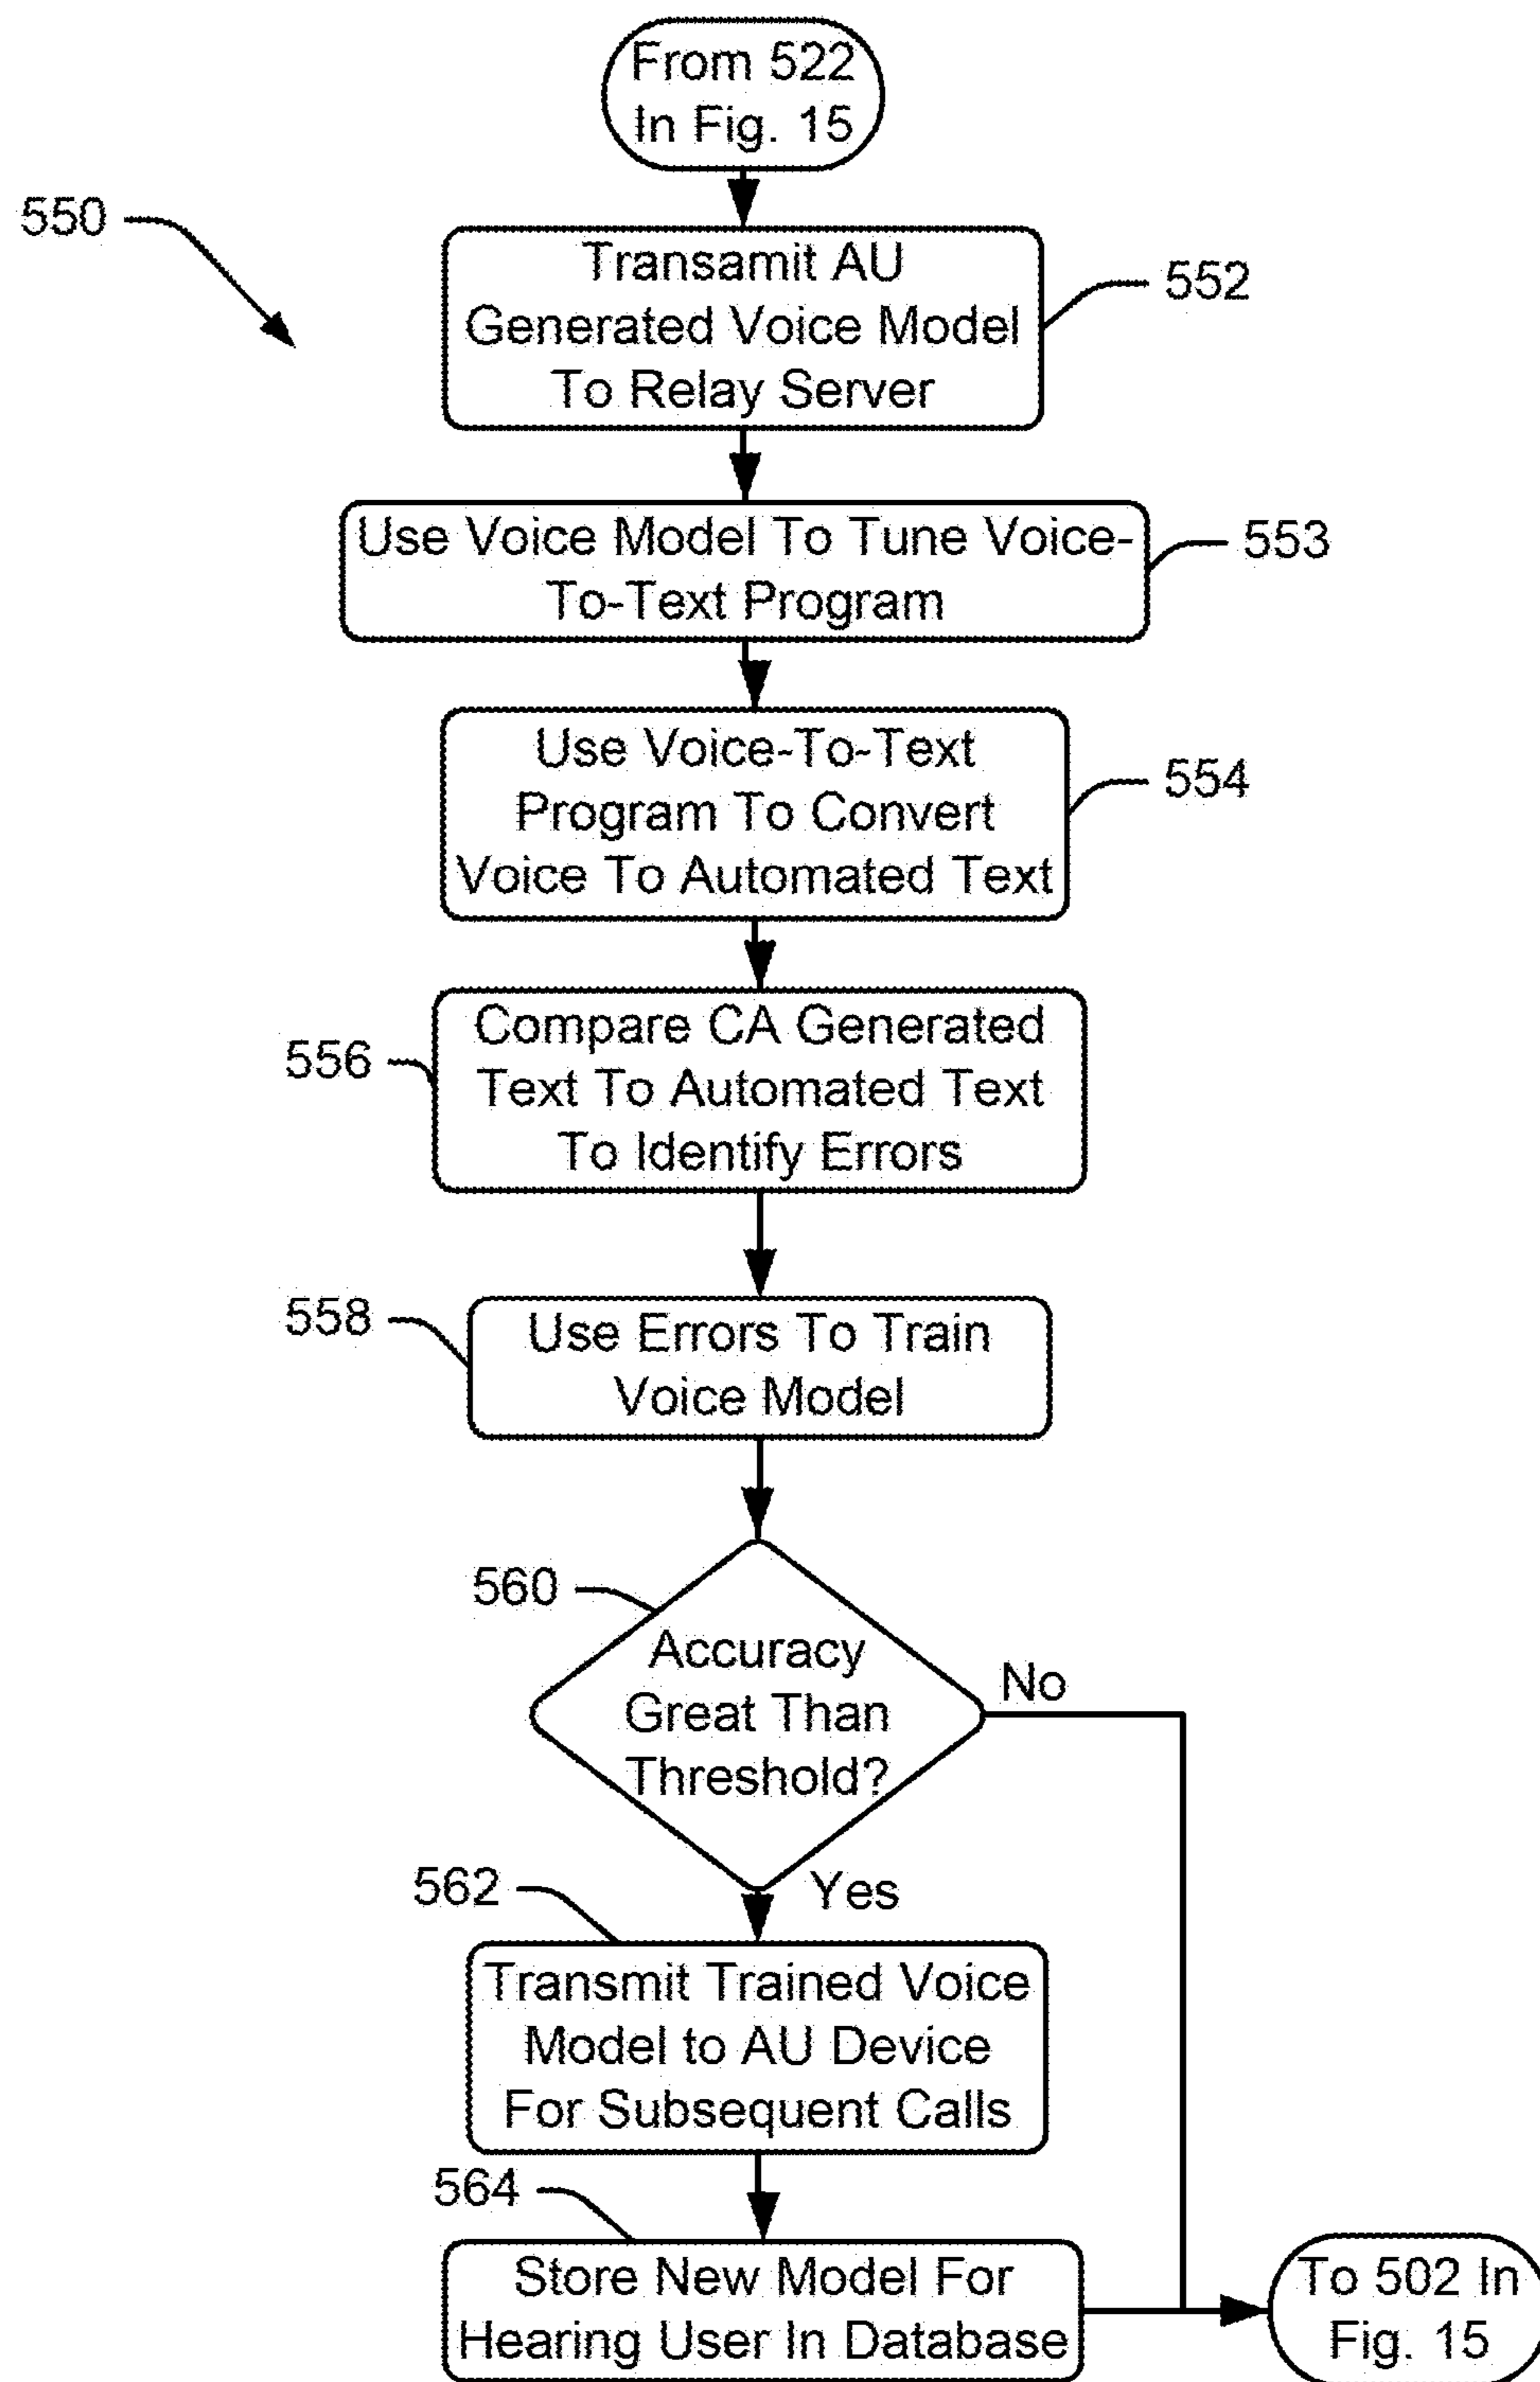 From 522
In Fig. 15
550
Transamit AU
Generated Voice Model
To Relay Server
552
Use Voice Model To Tune Voice-
To-Text Program
553
Use Voice-To-Text
Program To Convert
Voice To Automated Text
554
Compare CA Generated
Text To Automated Text
To Identify Errors
556
558
Use Errors To Train
Voice Model
560
Accuracy
Great Than
Threshold?
No
Yes
562
Transmit Trained Voice
Model to AU Device
For Subsequent Calls
564
Store New Model For
Hearing User In Database
To 502 In
Fig. 15